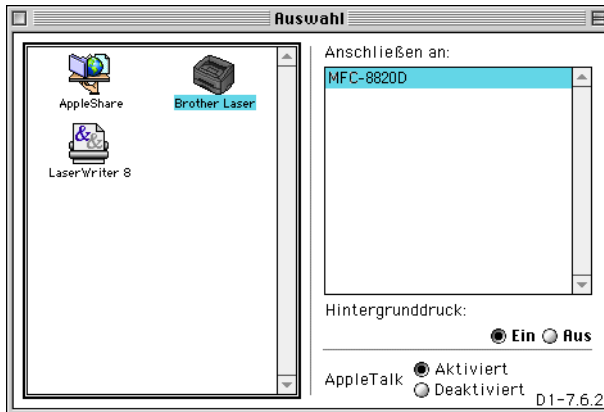 Auswahl
AppleShare
Brother Laser
LaserWriter 8
Anschließen an:
MFC-8820D
Hintergrunddruck:
Ein Aus
AppleTalk
Aktiviert
Deaktiviert
D1-7.6.2